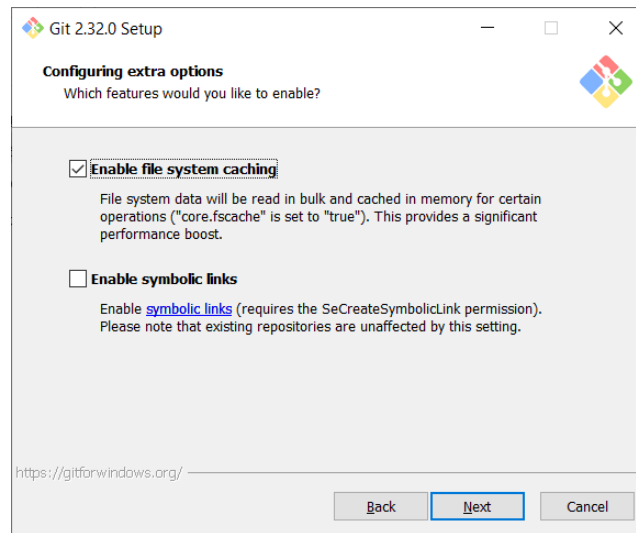 Git 2.32.0 Setup
Configuring extra options
Which features would you like to enable?
Enable file system caching
File system data will be read in bulk and cached in memory for certain
operations ("core.fscache" is set to "true"). This provides a significant
performance boost.
Enable symbolic links
Enable symbolic links (requires the SeCreateSymbolicLink permission).
Please note that existing repositories are unaffected by this setting.
https://gitforwindows.org/
Back Next Cancel